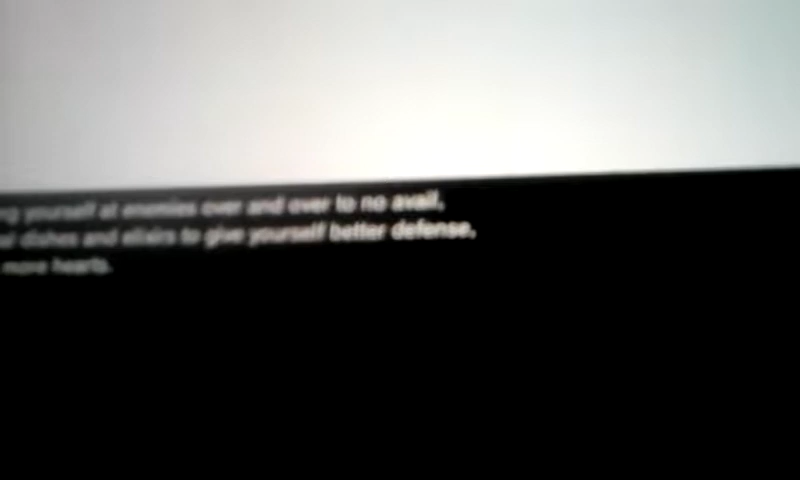 yourself at enemies over and over to no avail,
dishes and elixirs to give yourself better defense,
more hearts.